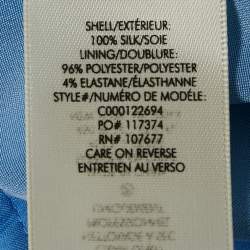 SHELL/EXTÉRIEUR:
100% SILK/SOIE
LINING/DOUBLURE:
96% POLYESTER/POLYESTER
4% ELASTANE/ÉLASTHANNE
STYLE#/NUMÉRO DE MODÈLE:
C000122694
PO# 117374
RN# 107677
CARE ON REVERSE
ENTRETIEN AU VERSO